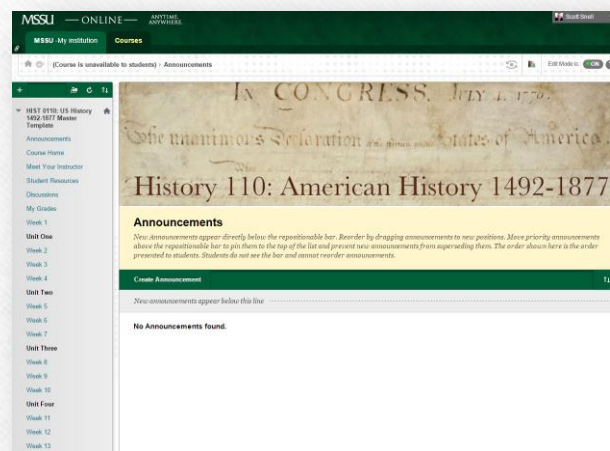 MSSU — ONLINE — ANYTIME. ANYWHERE.
Scott Snell
MSSU -My institution
Courses
(Course is unavailable to students) › Announcements
Edit Mode is: ON
HIST 0110: US History
1492-1877 Master
Template
Announcements
Course Home
Meet Your Instructor
Student Resources
Discussions
My Grades
Week 1
Unit One
Week 2
Week 3
Week 4
Unit Two
Week 5
Week 6
Week 7
Unit Three
Week 8
Week 9
Week 10
Unit Four
Week 11
Week 12
Week 13
IN CONGRESS. JULY 4, 1776.
The unanimous Declaration of the States of America.
History 110: American History 1492-1877
Announcements
New Announcements appear directly below the repositionable bar. Reorder by dragging announcements to new positions. Move priority announcements
above the repositionable bar to pin them to the top of the list and prevent new announcements from superseding them. The order shown here is the order
presented to students. Students do not see the bar and cannot reorder announcements.
Create Announcement
New announcements appear below this line
No Announcements found.